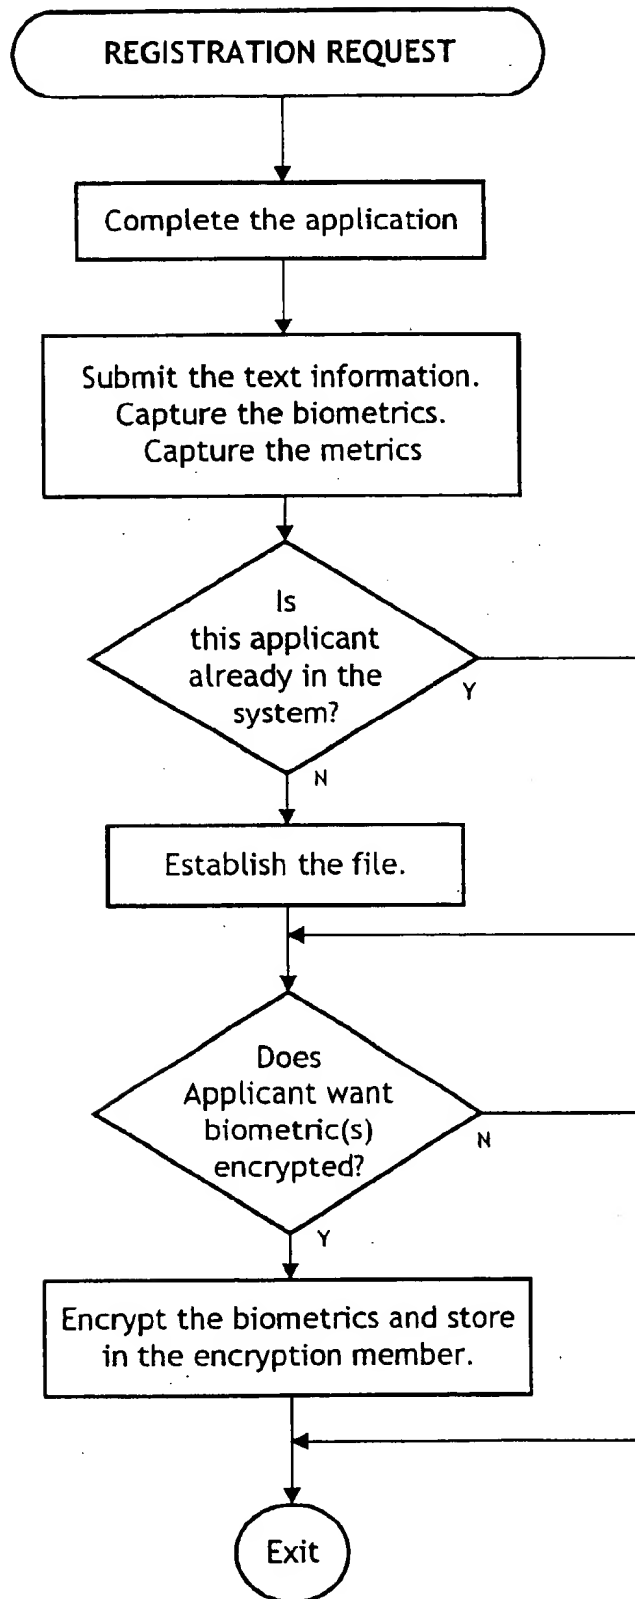 REGISTRATION REQUEST
Complete the application
Submit the text information.
Capture the biometrics.
Capture the metrics
Is
this applicant
already in the
system?
Y
N
Establish the file.
Does
Applicant want
biometric(s)
encrypted?
N
Y
Encrypt the biometrics and store
in the encryption member.
Exit